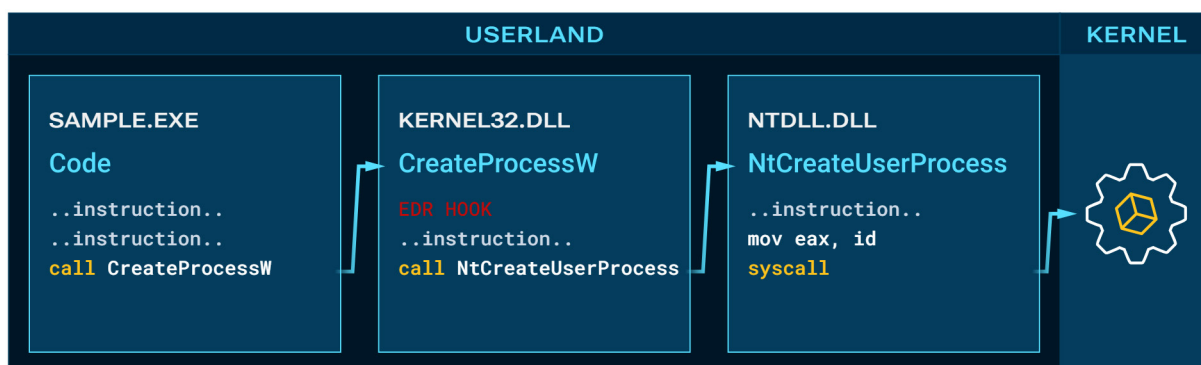 USERLAND
KERNEL
SAMPLE.EXE
Code
..instruction..
..instruction..
call CreateProcessW
KERNEL32.DLL
CreateProcessW
EDR HOOK
..instruction..
call NtCreateUserProcess
NTDLL.DLL
NtCreateUserProcess
..instruction..
mov eax, id
syscall